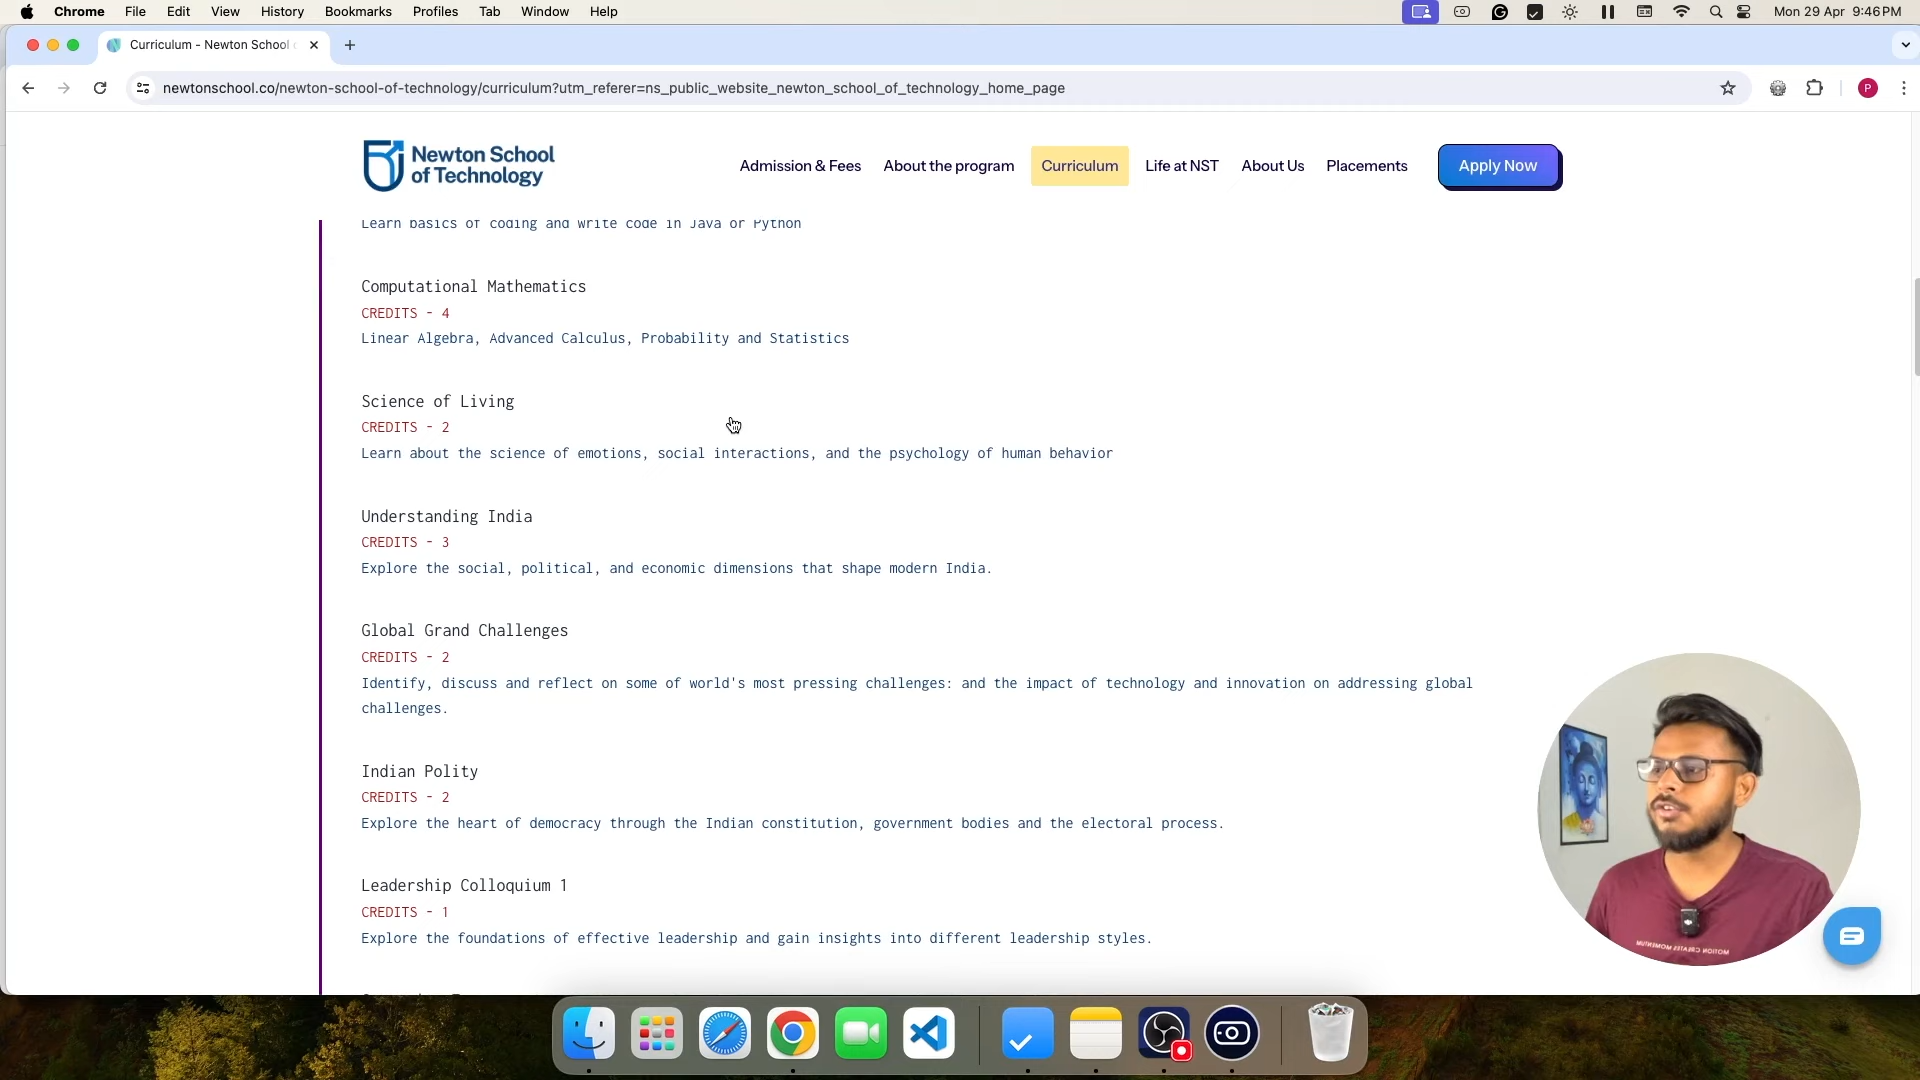 Chrome File Edit View History Bookmarks Profiles Tab Window Help Mon 29 Apr 9:46 PM
Curriculum - Newton School
newtonschool.co/newton-school-of-technology/curriculum?utm_referer=ns_public_website_newton_school_of_technology_home_page
P
Newton School
of Technology
Admission & Fees About the program Curriculum Life at NST About Us Placements Apply Now
Learn basics of coding and write code in Java or Python
Computational Mathematics
CREDITS - 4
Linear Algebra, Advanced Calculus, Probability and Statistics
Science of Living
CREDITS - 2
Learn about the science of emotions, social interactions, and the psychology of human behavior
Understanding India
CREDITS - 3
Explore the social, political, and economic dimensions that shape modern India.
Global Grand Challenges
CREDITS - 2
Identify, discuss and reflect on some of world's most pressing challenges: and the impact of technology and innovation on addressing global
challenges.
Indian Polity
CREDITS - 2
Explore the heart of democracy through the Indian constitution, government bodies and the electoral process.
Leadership Colloquium 1
CREDITS - 1
Explore the foundations of effective leadership and gain insights into different leadership styles.
MOTION CREATES MOMENTUM